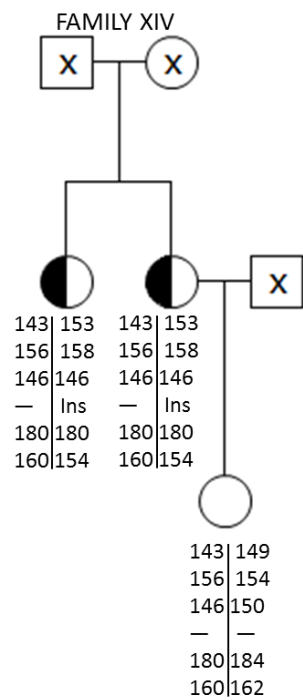 FAMILY XIV
X X
X
143 153 143 153
156 158 156 158
146 146 146 146
— Ins — Ins
180 180 180 180
160 154 160 154
143 149
156 154
146 150
— —
180 184
160 162